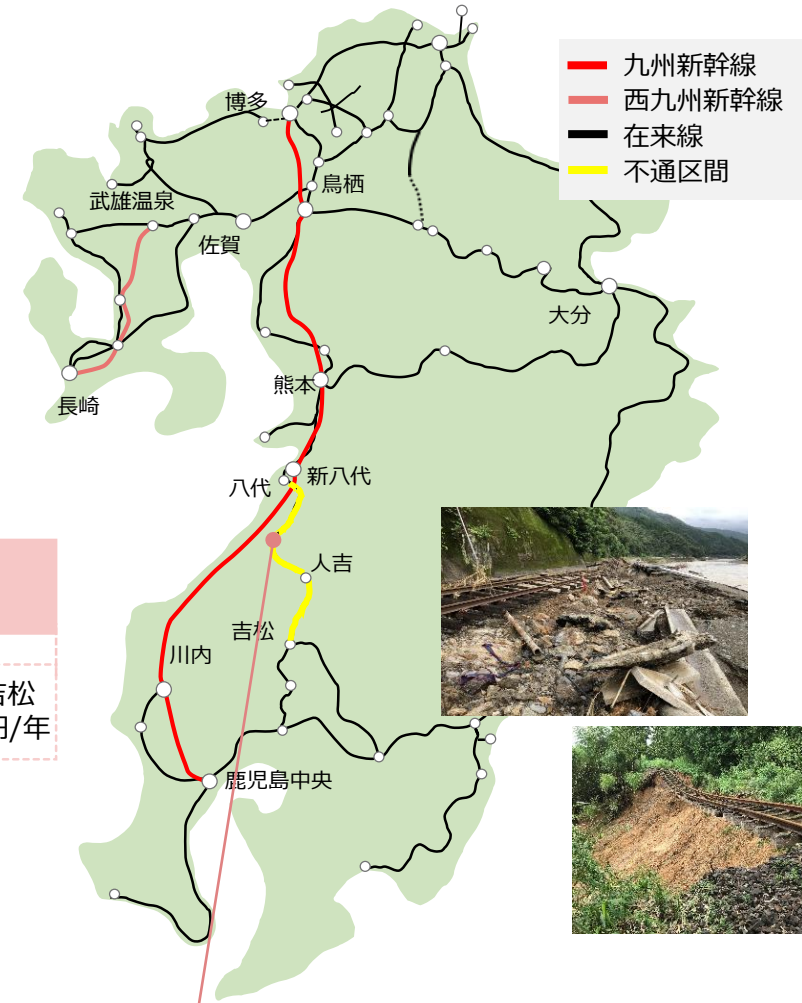 九州新幹線
西九州新幹線
在来線
不通区間
博多
鳥栖
武雄温泉
佐賀
大分
長崎
熊本
新八代
八代
人吉
吉松
川内
吉松
円/年
鹿児島中央